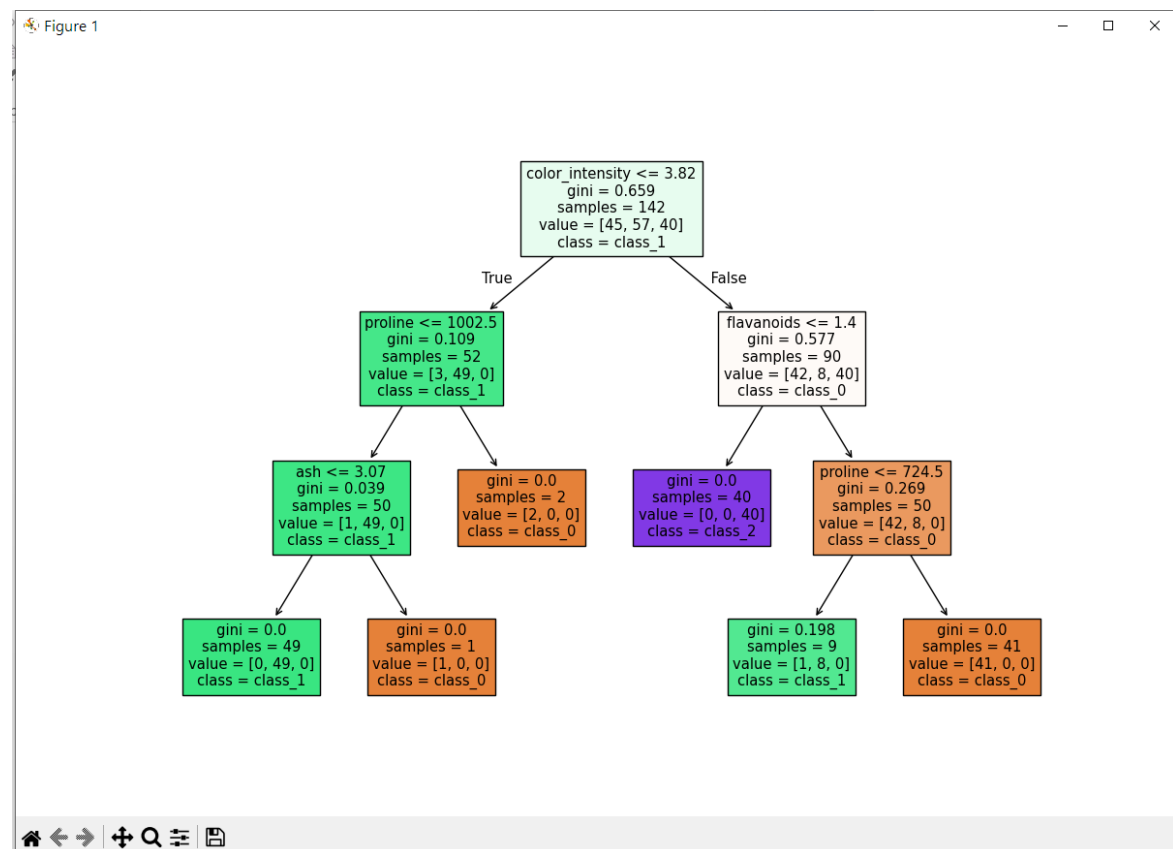 Figure 1
color_intensity <= 3.82
gini = 0.659
samples = 142
value = [45, 57, 40]
class = class_1
True
False
proline <= 1002.5
gini = 0.109
samples = 52
value = [3, 49, 0]
class = class_1
flavanoids <= 1.4
gini = 0.577
samples = 90
value = [42, 8, 40]
class = class_0
ash <= 3.07
gini = 0.039
samples = 50
value = [1, 49, 0]
class = class_1
gini = 0.0
samples = 2
value = [2, 0, 0]
class = class_0
gini = 0.0
samples = 40
value = [0, 0, 40]
class = class_2
proline <= 724.5
gini = 0.269
samples = 50
value = [42, 8, 0]
class = class_0
gini = 0.0
samples = 49
value = [0, 49, 0]
class = class_1
gini = 0.0
samples = 1
value = [1, 0, 0]
class = class_0
gini = 0.198
samples = 9
value = [1, 8, 0]
class = class_1
gini = 0.0
samples = 41
value = [41, 0, 0]
class = class_0